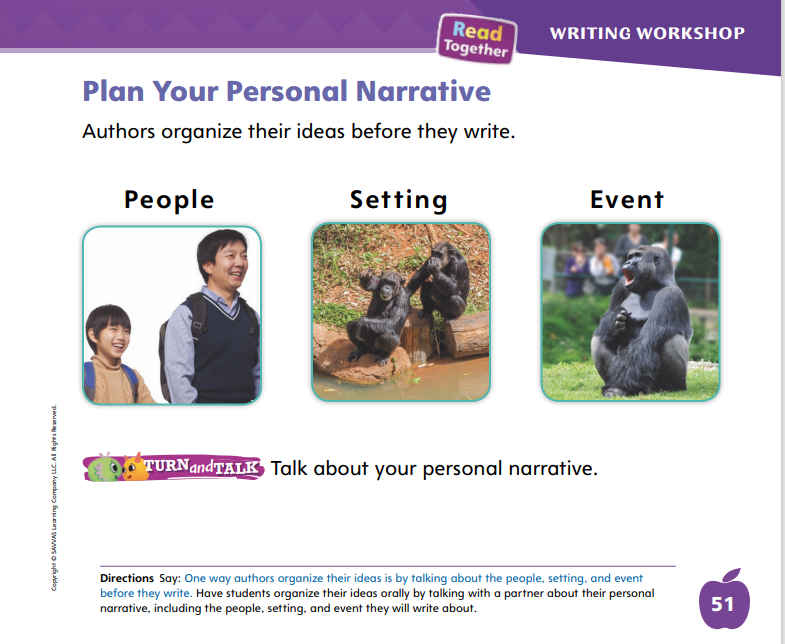 Read
Together
WRITING WORKSHOP
Plan Your Personal Narrative
Authors organize their ideas before they write.
People
Setting
Event
TURN and TALK Talk about your personal narrative.
Copyright © SAVVAS Learning Company LLC. All Rights Reserved.
Directions Say: One way authors organize their ideas is by talking about the people, setting, and event
before they write. Have students organize their ideas orally by talking with a partner about their personal
narrative, including the people, setting, and event they will write about.
51